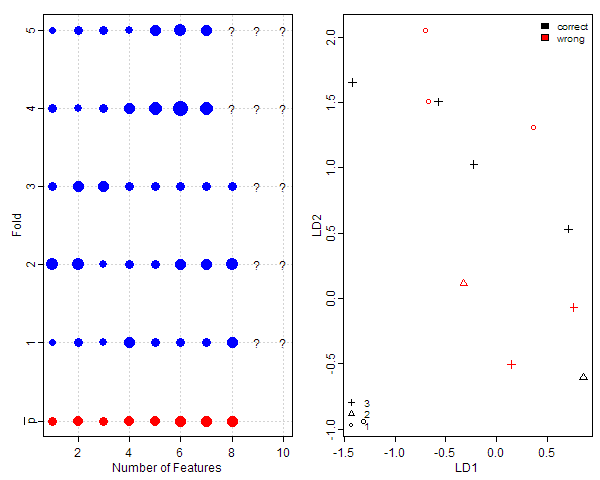 5 ? ? ?
4 ? ? ?
3 ? ?
2 ? ?
1 ? ?
p
Fold
2 4 6 8 10
Number of Features
correct
wrong
2.0
1.5
1.0
0.5
0.0
-0.5
-1.0
LD2
3
2
1
-1.5 -1.0 -0.5 0.0 0.5
LD1